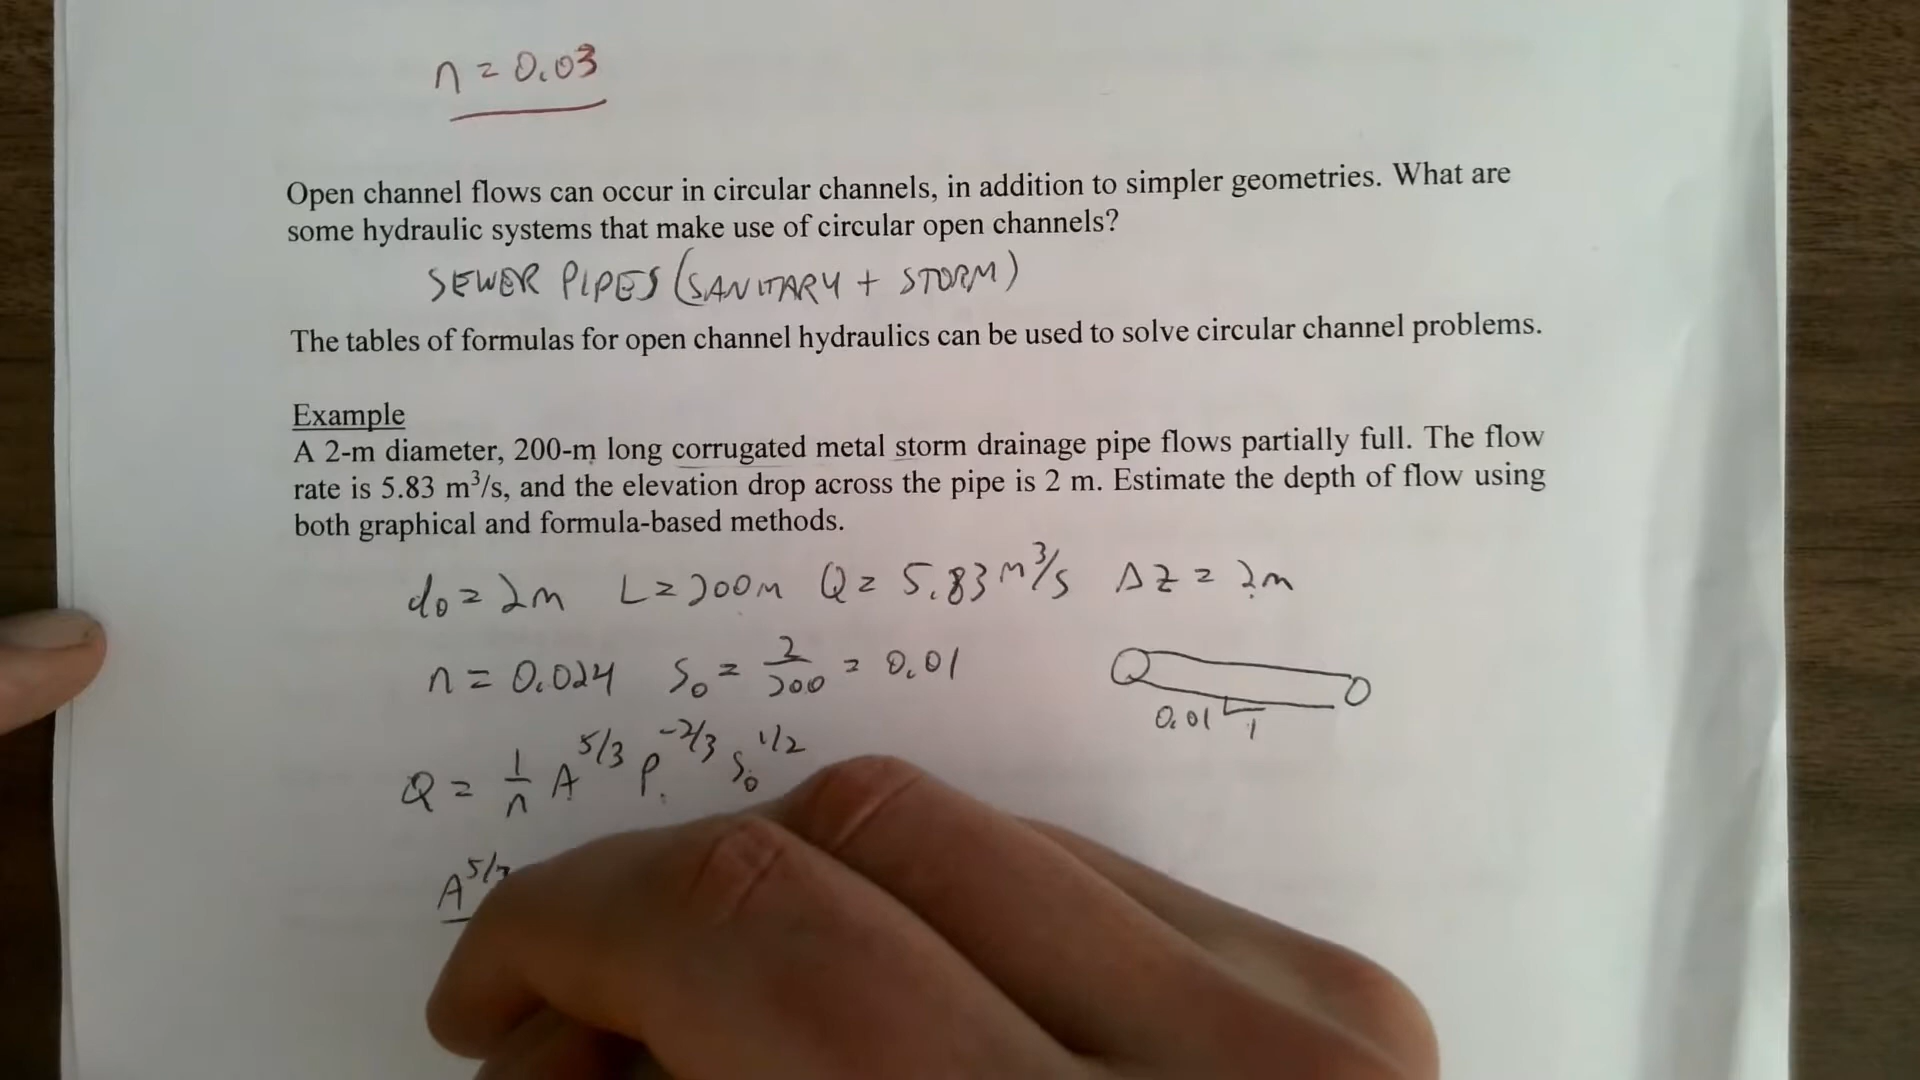 n = 0.03
Open channel flows can occur in circular channels, in addition to simpler geometries. What are
some hydraulic systems that make use of circular open channels?
SEWER PIPES (SANITARY + STORM)
The tables of formulas for open channel hydraulics can be used to solve circular channel problems.
Example
A 2-m diameter, 200-m long corrugated metal storm drainage pipe flows partially full. The flow
rate is 5.83 m³/s, and the elevation drop across the pipe is 2 m. Estimate the depth of flow using
both graphical and formula-based methods.
d₀ = 2m L = 200m Q = 5.83 m³/s ΔZ = 2m
n = 0.024 S₀ = 2/200 = 0.01
0.01 1
Q = 1/n A^5/3 P^-2/3 S₀^1/2
A^5/